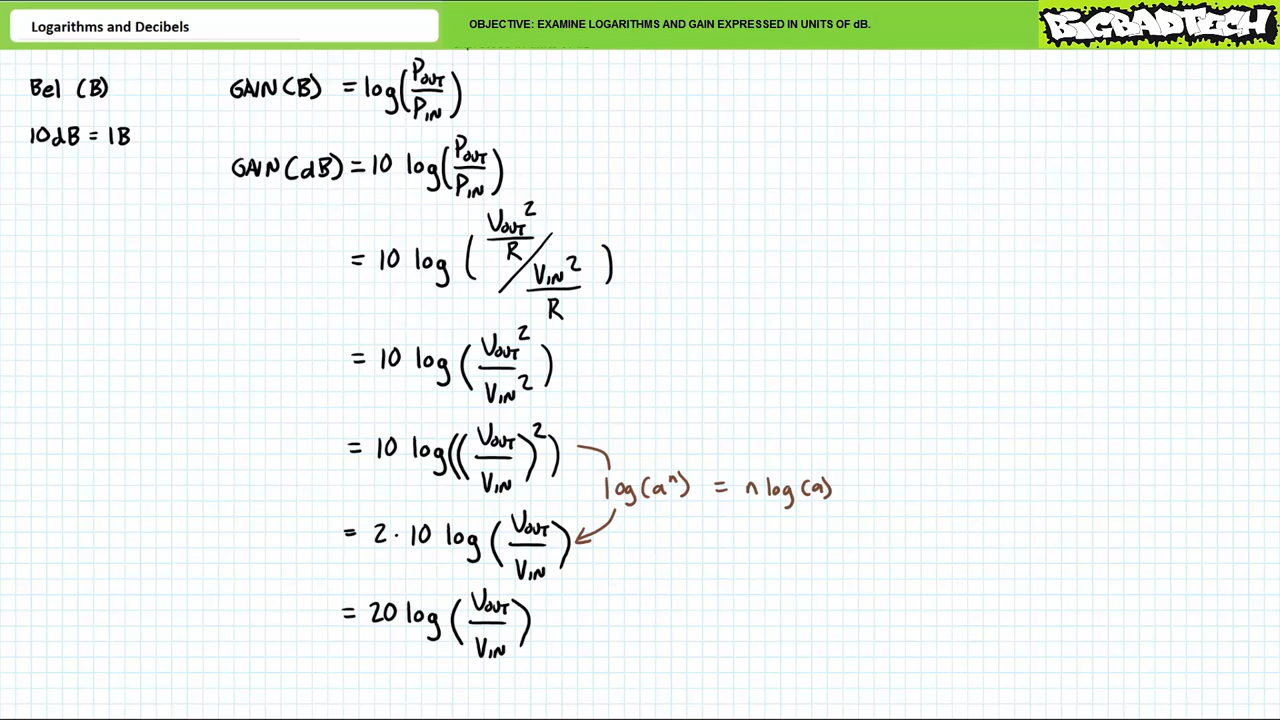 Logarithms and Decibels
OBJECTIVE: EXAMINE LOGARITHMS AND GAIN EXPRESSED IN UNITS OF dB.
BIGBADTECH
Bel (B)
10dB = 1B
GAIN(B) = log(POUT/PIN)
GAIN(dB) = 10 log(POUT/PIN)
= 10 log (VOUT²/R / VIN²/R)
= 10 log (VOUT²/VIN²)
= 10 log((VOUT/VIN)²)
log(aⁿ) = n log(a)
= 2 · 10 log (VOUT/VIN)
= 20 log (VOUT/VIN)